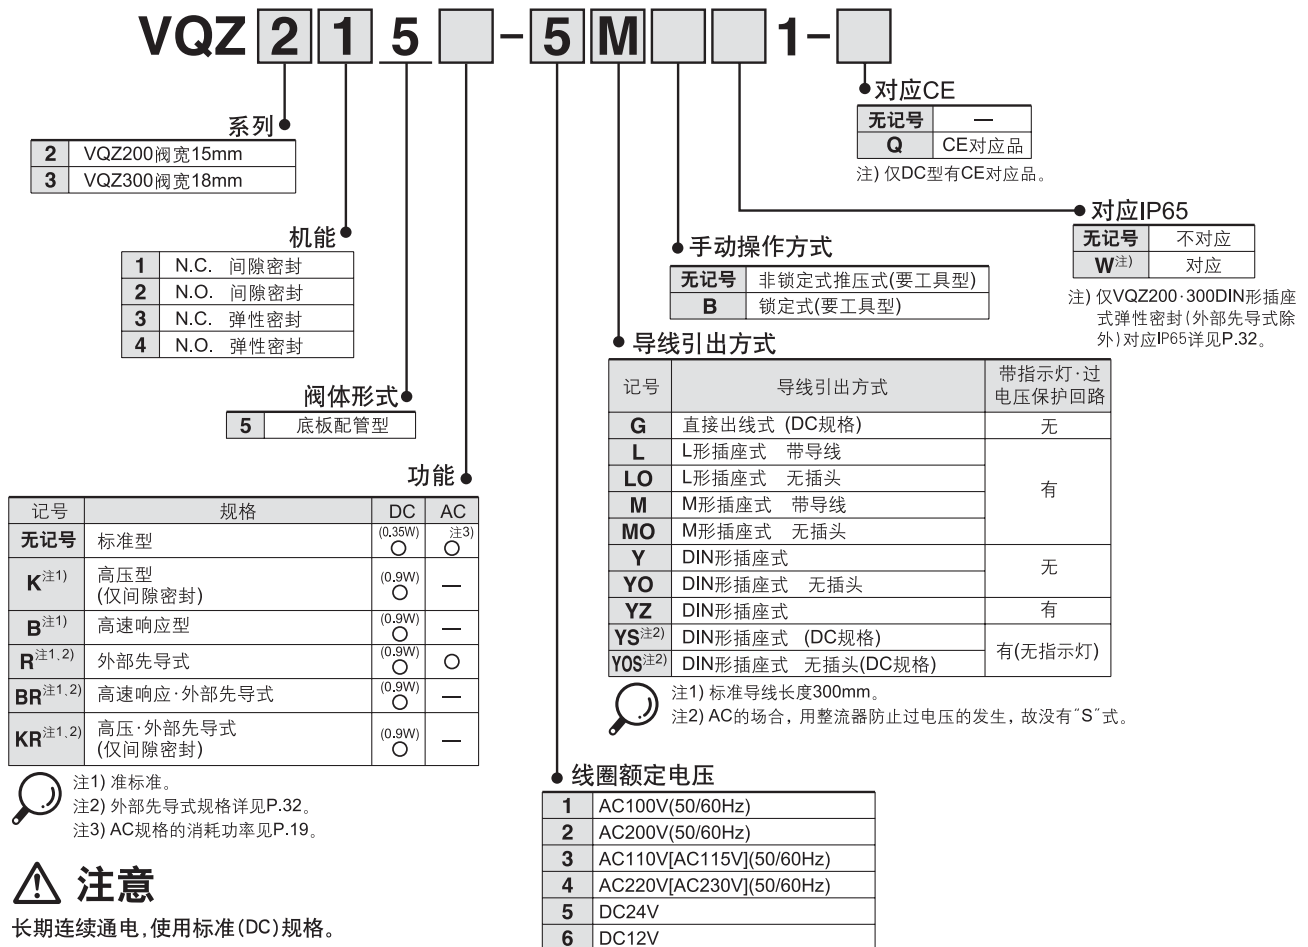 VQZ 2 1 5 - 5 M 1-
对应CE
无记号 —
Q CE对应品
注) 仅DC型有CE对应品。
系列
2 VQZ200阀宽15mm
3 VQZ300阀宽18mm
对应IP65
无记号 不对应
W注) 对应
注) 仅VQZ200·300DIN形插座
式弹性密封(外部先导式除
外)对应IP65详见P.32。
机能
1 N.C. 间隙密封
2 N.O. 间隙密封
3 N.C. 弹性密封
4 N.O. 弹性密封
手动操作方式
无记号 非锁定式推压式(要工具型)
B 锁定式(要工具型)
阀体形式
5 底板配管型
导线引出方式
记号 导线引出方式 带指示灯·过
电压保护回路
G 直接出线式 (DC规格) 无
L L形插座式 带导线
LO L形插座式 无插头
有
M M形插座式 带导线
MO M形插座式 无插头
Y DIN形插座式
无
YO DIN形插座式 无插头
YZ DIN形插座式 有
YS注2) DIN形插座式 (DC规格)
有(无指示灯)
YOS注2) DIN形插座式 无插头(DC规格)
注1) 标准导线长度300mm。
注2) AC的场合, 用整流器防止过电压的发生, 故没有"S"式。
功能
记号 规格 DC AC
无记号 标准型 (0.35W) ○ 注3) ○
K注1) 高压型
(仅间隙密封) (0.9W) ○ —
B注1) 高速响应型 (0.9W) ○ —
R注1、2) 外部先导式 (0.9W) ○ ○
BR注1、2) 高速响应·外部先导式 (0.9W) ○ —
KR注1、2) 高压·外部先导式
(仅间隙密封) (0.9W) ○ —
注1) 准标准。
注2) 外部先导式规格详见P.32。
注3) AC规格的消耗功率见P.19。
线圈额定电压
1 AC100V(50/60Hz)
2 AC200V(50/60Hz)
3 AC110V[AC115V](50/60Hz)
4 AC220V[AC230V](50/60Hz)
5 DC24V
6 DC12V
注意
长期连续通电,使用标准(DC)规格。